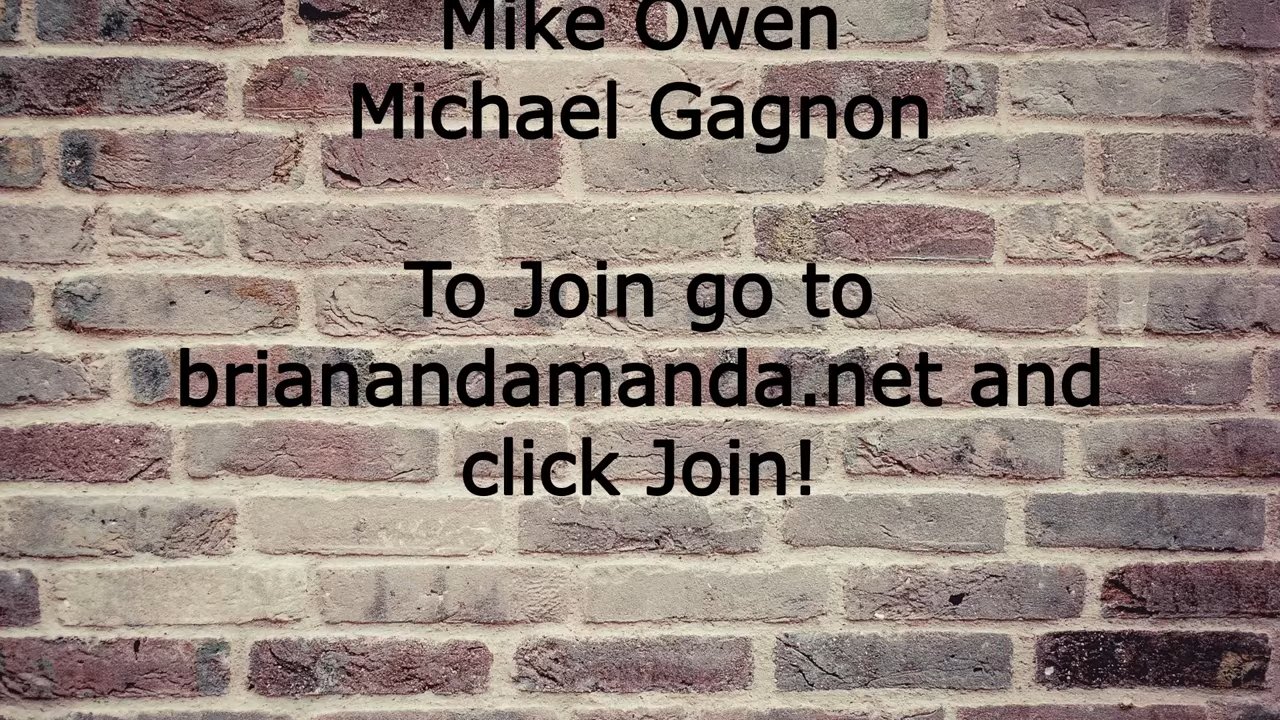 Mike Owen
Michael Gagnon
To Join go to
brianandamanda.net and
click Join!